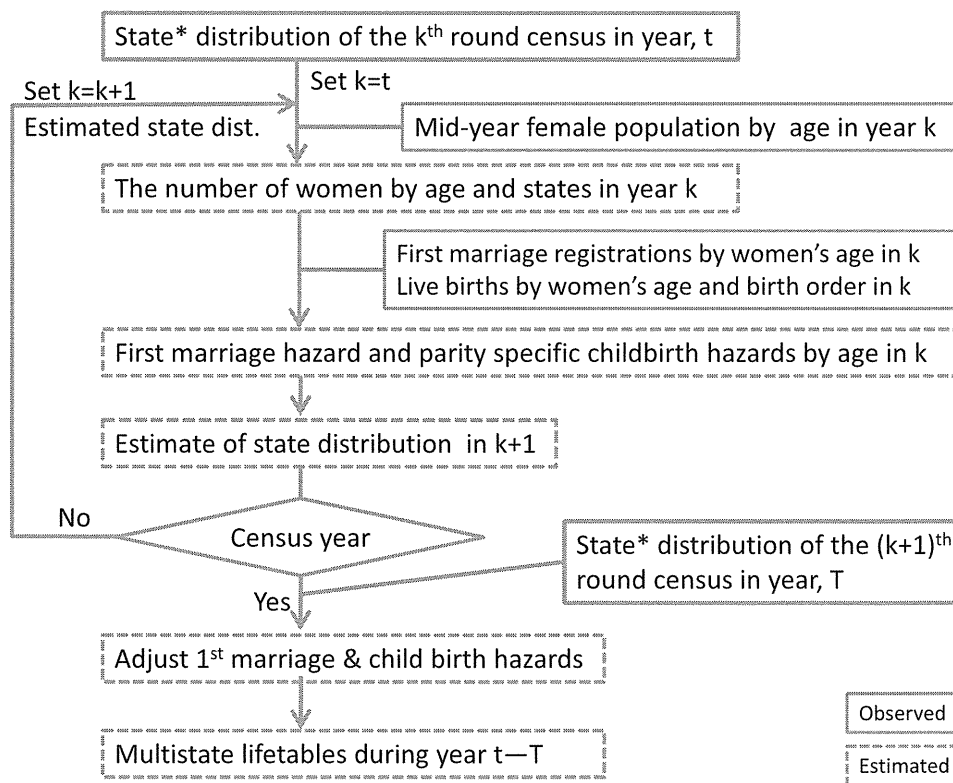 State* distribution of the kth round census in year, t
Set k=t
Set k=k+1
Estimated state dist.
Mid-year female population by age in year k
The number of women by age and states in year k
First marriage registrations by women's age in k
Live births by women's age and birth order in k
First marriage hazard and parity specific childbirth hazards by age in k
Estimate of state distribution in k+1
No
Census year
State* distribution of the (k+1)th
round census in year, T
Yes
Adjust 1st marriage & child birth hazards
Multistate lifetables during year t—T
Observed
Estimated